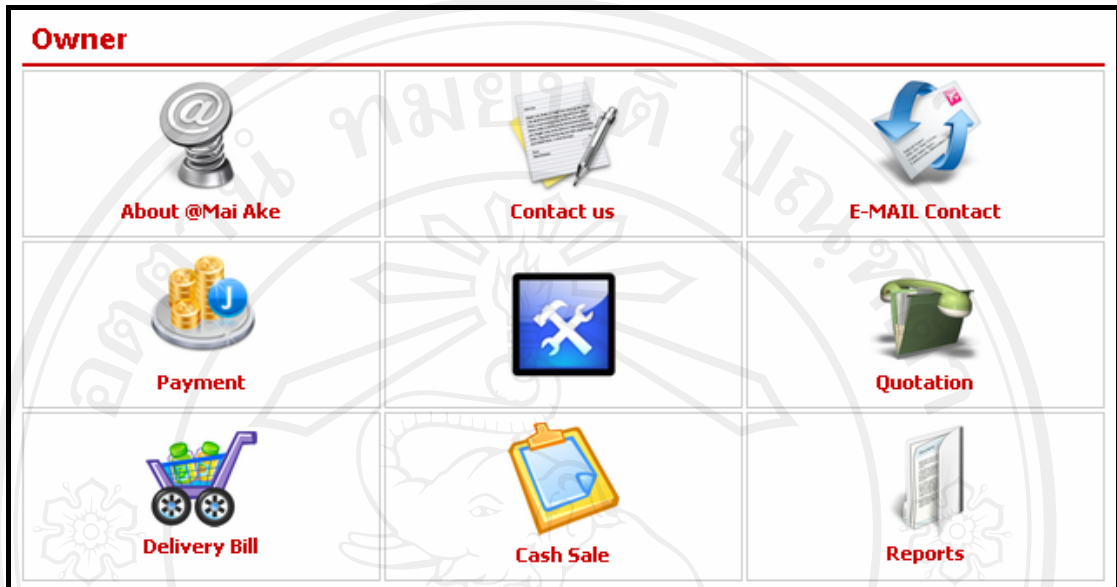 Owner
About @Mai Ake
Contact us
E-MAIL Contact
Payment
Quotation
Delivery Bill
Cash Sale
Reports